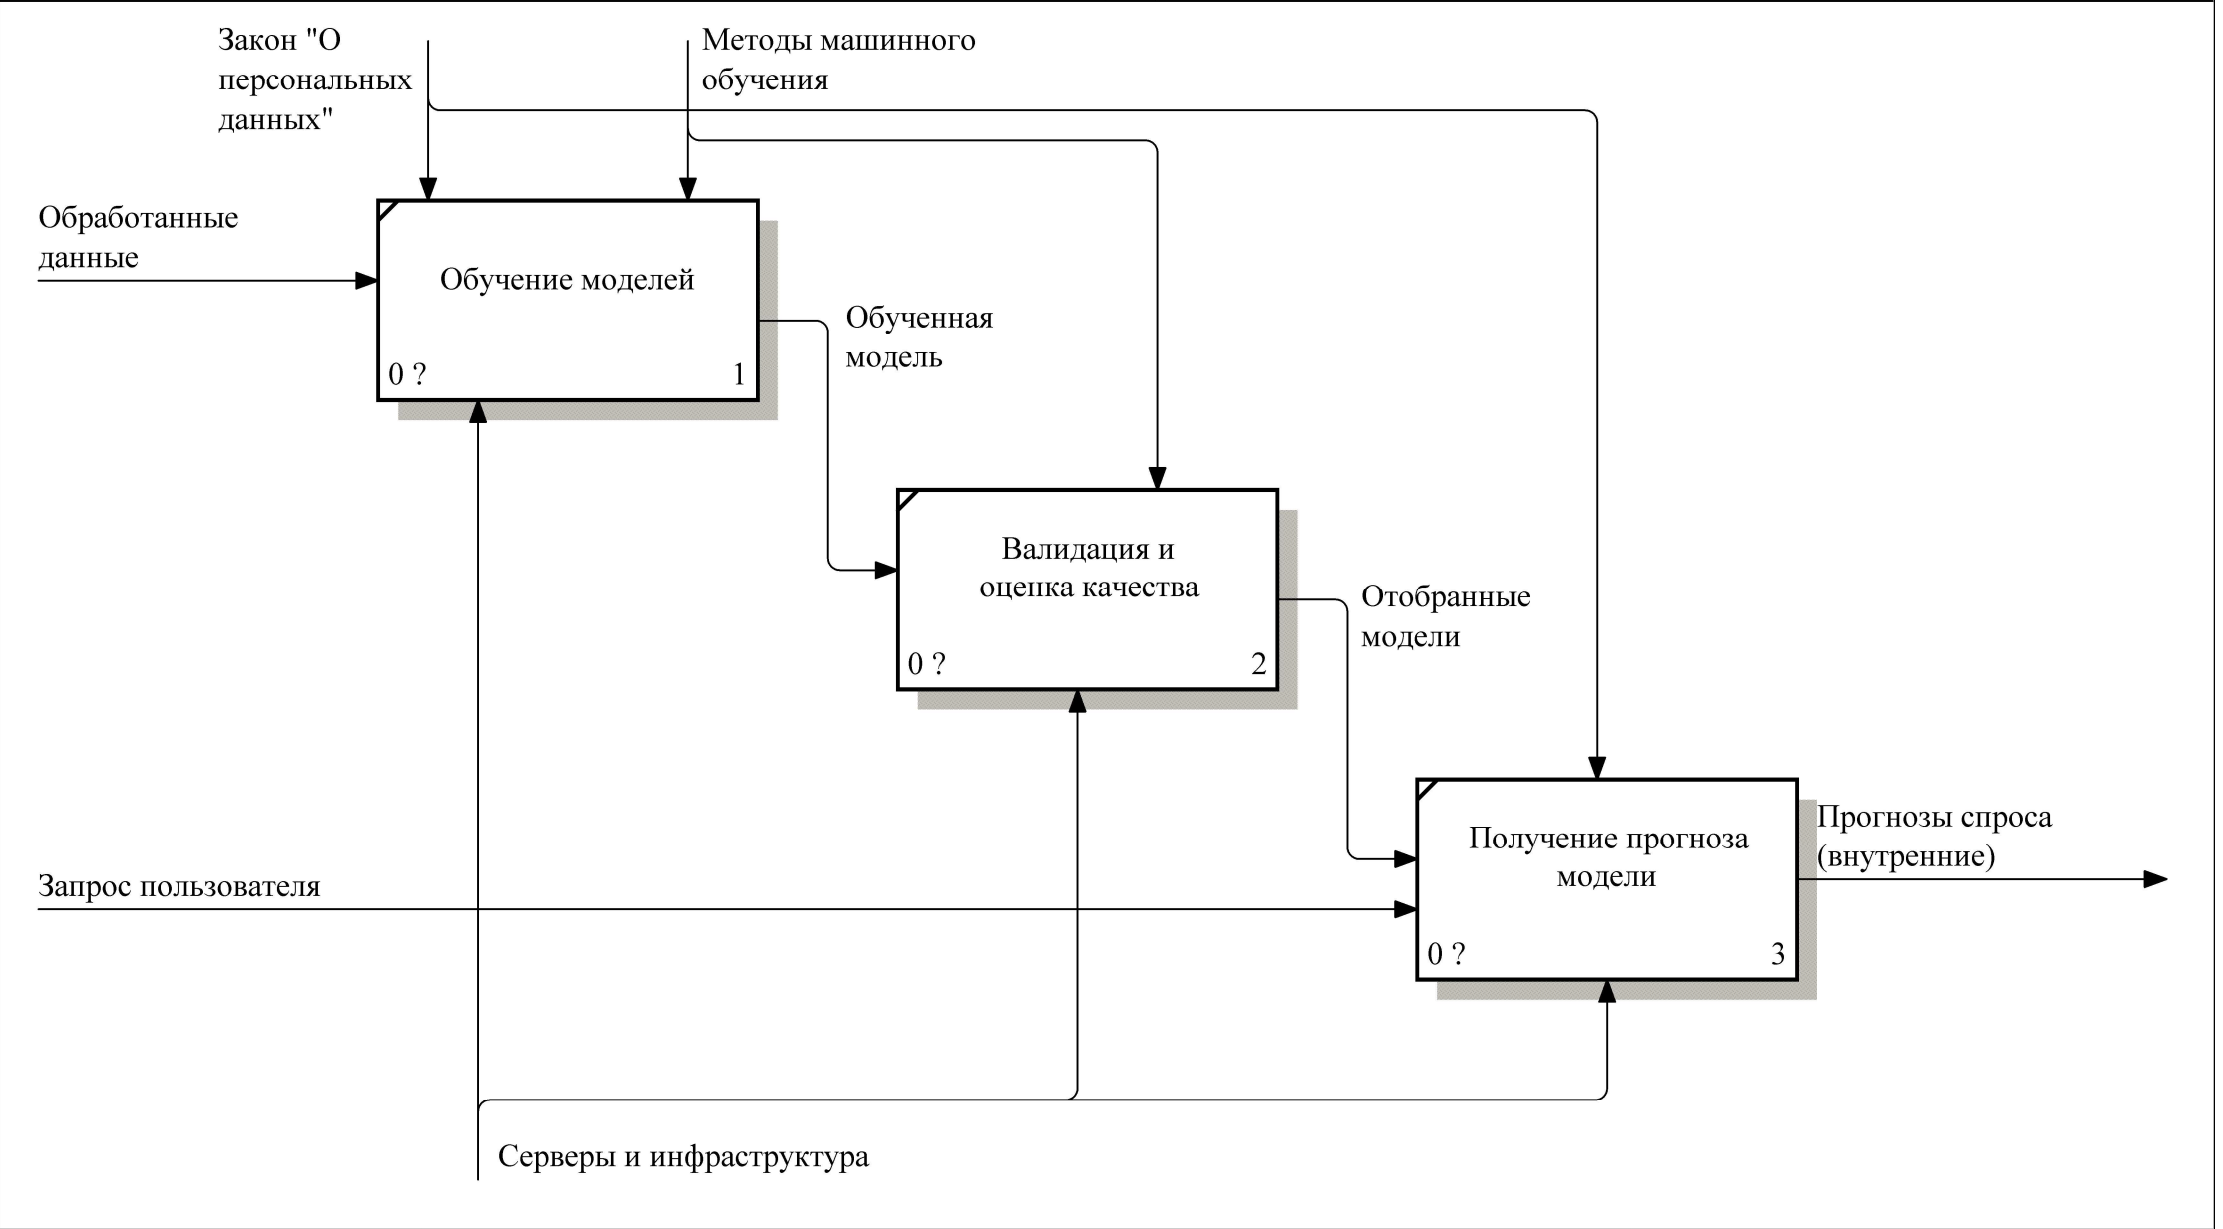 Закон "О
персональных
данных"
Методы машинного
обучения
Обработанные
данные
Обучение моделей
0 ?
1
Обученная
модель
Валидация и
оценка качества
0 ?
2
Отобранные
модели
Получение прогноза
модели
0 ?
3
Прогнозы спроса
(внутренние)
Запрос пользователя
Серверы и инфраструктура